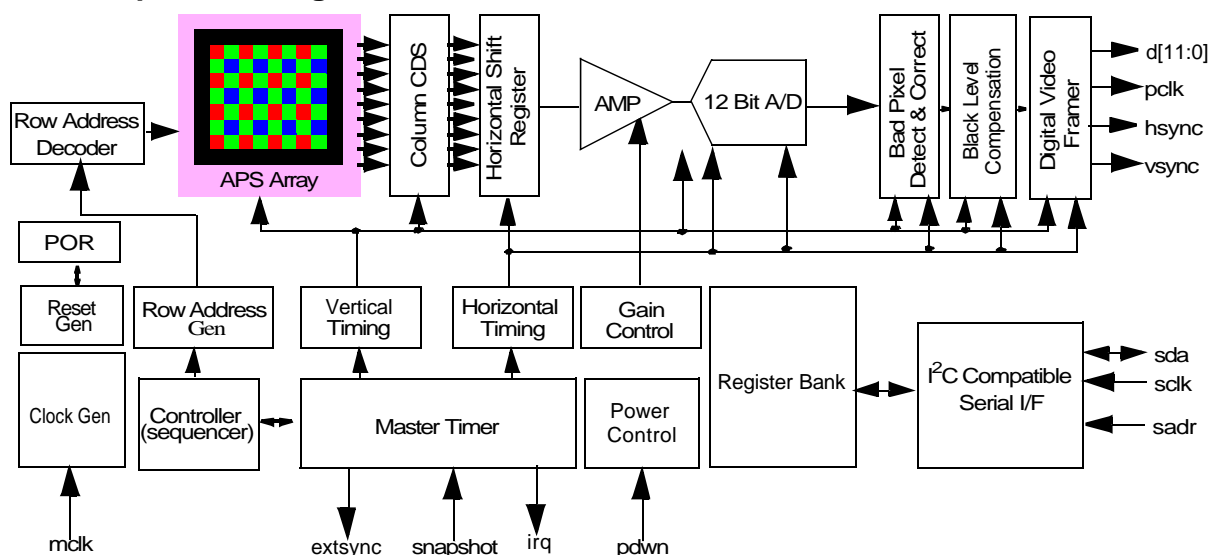 Row Address
Decoder
APS Array
Column CDS
Horizontal Shift
Register
AMP
12 Bit A/D
Bad Pixel
Detect & Correct
Black Level
Compensation
Digital Video
Framer
d[11:0]
pclk
hsync
vsync
POR
Reset
Gen
Row Address
Gen
Vertical
Timing
Horizontal
Timing
Gain
Control
Register Bank
I²C Compatible
Serial I/F
sda
sclk
sadr
Clock Gen
Controller
(sequencer)
Master Timer
Power
Control
mclk
extsync
snapshot
irq
pdwn